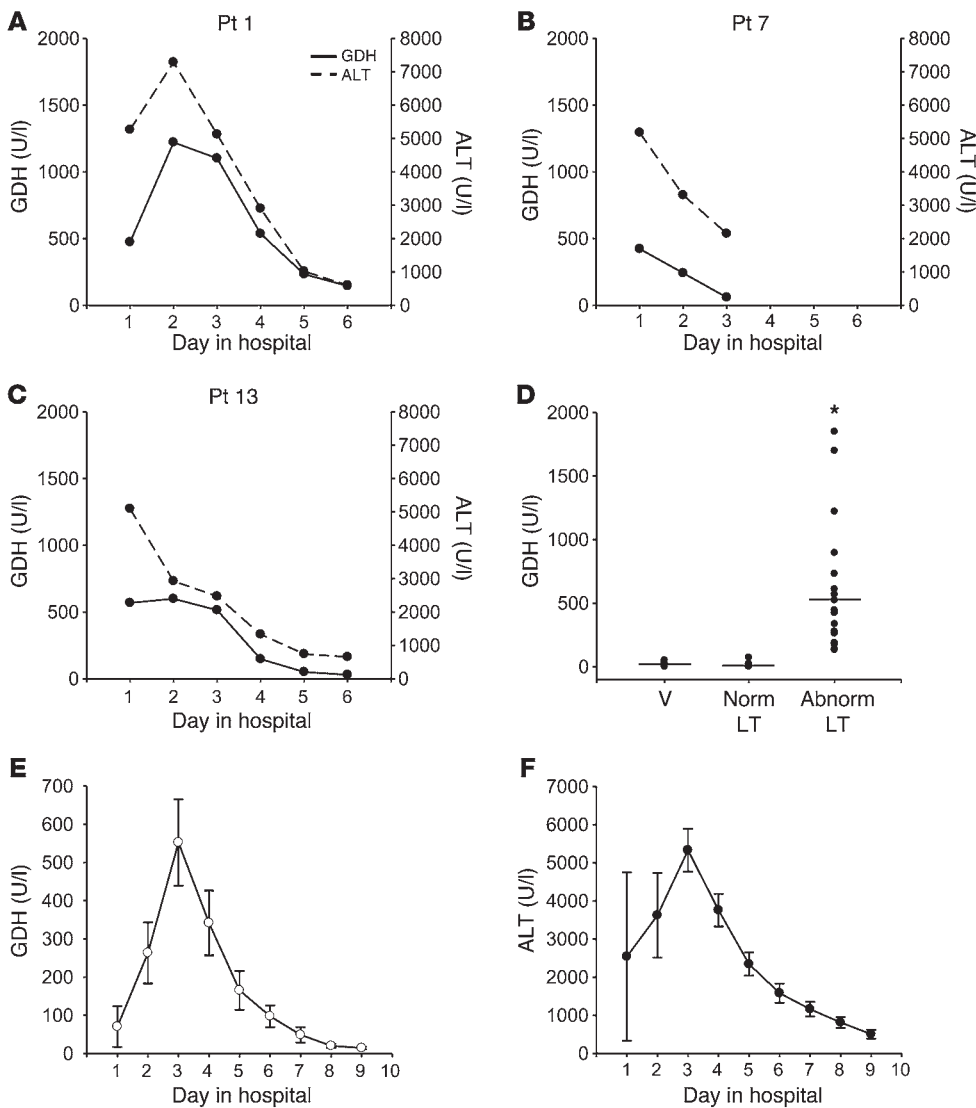 A
Pt 1
GDH (U/l)
2000
1500
1000
500
0
8000
7000
6000
5000
4000
3000
2000
1000
0
ALT (U/l)
GDH
ALT
1 2 3 4 5 6
Day in hospital
B
Pt 7
GDH (U/l)
2000
1500
1000
500
0
8000
7000
6000
5000
4000
3000
2000
1000
0
ALT (U/l)
1 2 3 4 5 6
Day in hospital
C
Pt 13
GDH (U/l)
2000
1500
1000
500
0
8000
7000
6000
5000
4000
3000
2000
1000
0
ALT (U/l)
1 2 3 4 5 6
Day in hospital
D
GDH (U/l)
2000
1500
1000
500
0
*
V Norm Abnorm
LT LT
E
GDH (U/l)
700
600
500
400
300
200
100
0
1 2 3 4 5 6 7 8 9 10
Day in hospital
F
ALT (U/l)
7000
6000
5000
4000
3000
2000
1000
0
1 2 3 4 5 6 7 8 9 10
Day in hospital